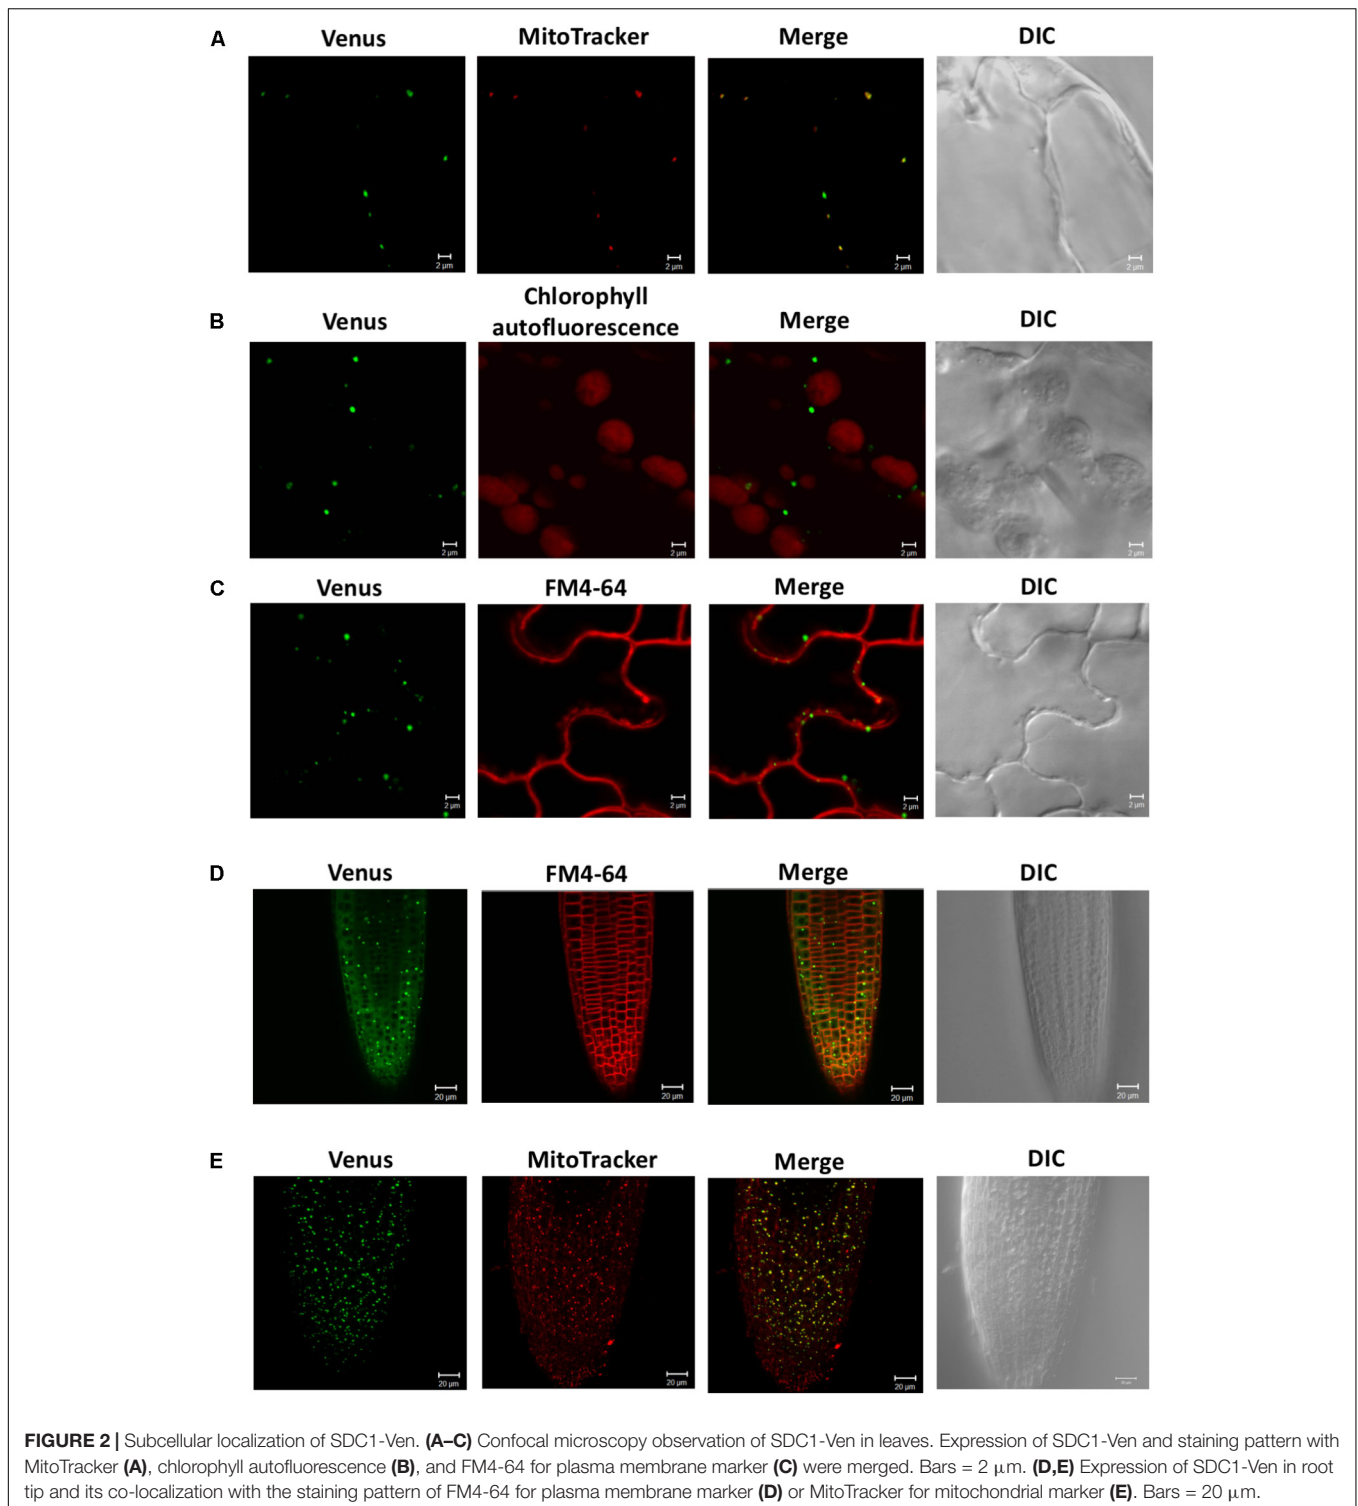 A Venus MitoTracker Merge DIC
2 µm 2 µm 2 µm 2 µm
Chlorophyll
B Venus autofluorescence Merge DIC
2 µm 2 µm 2 µm 2 µm
C Venus FM4-64 Merge DIC
2 µm 2 µm 2 µm 2 µm
D Venus FM4-64 Merge DIC
20 µm 20 µm 20 µm 20 µm
E Venus MitoTracker Merge DIC
20 µm 20 µm 20 µm
FIGURE 2 | Subcellular localization of SDC1-Ven. (A–C) Confocal microscopy observation of SDC1-Ven in leaves. Expression of SDC1-Ven and staining pattern with
MitoTracker (A), chlorophyll autofluorescence (B), and FM4-64 for plasma membrane marker (C) were merged. Bars = 2 µm. (D,E) Expression of SDC1-Ven in root
tip and its co-localization with the staining pattern of FM4-64 for plasma membrane marker (D) or MitoTracker for mitochondrial marker (E). Bars = 20 µm.